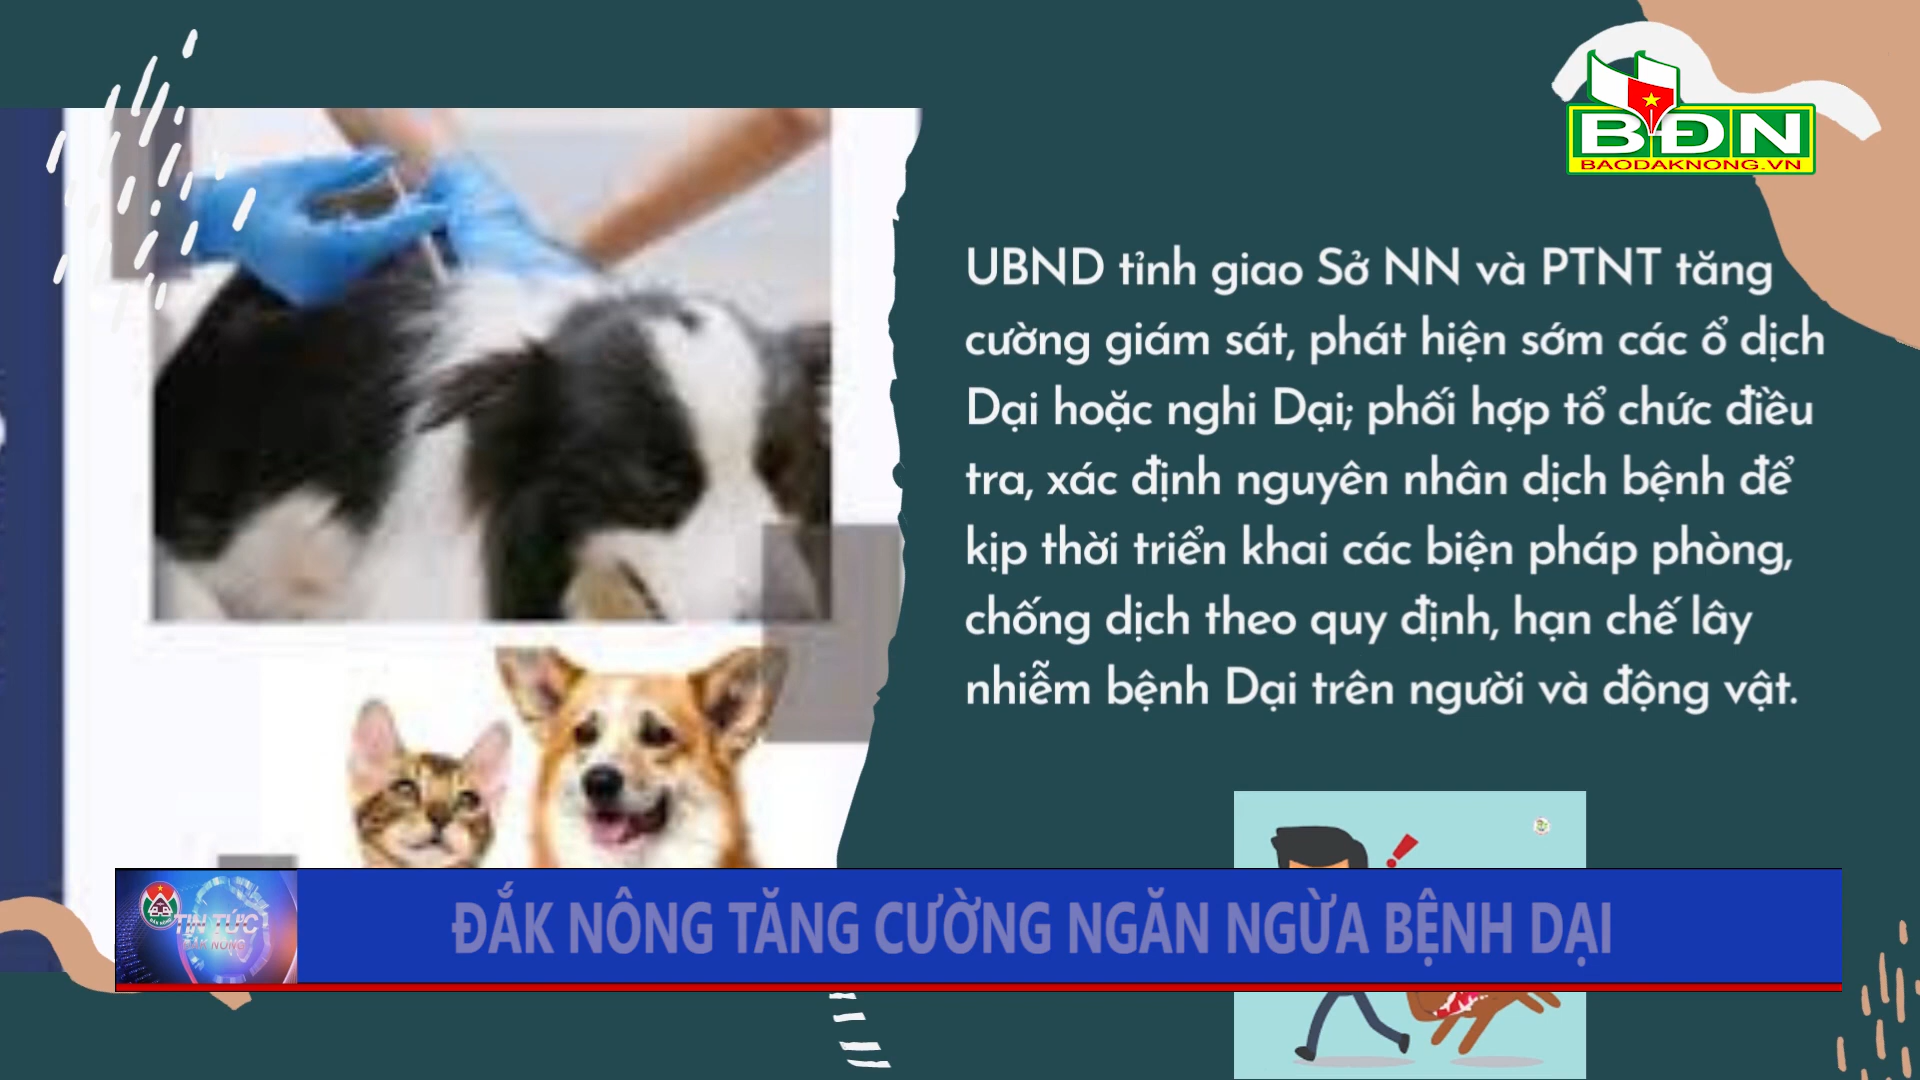 BĐN
BAODAKNONG.VN
UBND tỉnh giao Sở NN và PTNT tăng
cường giám sát, phát hiện sớm các ổ dịch
Dại hoặc nghi Dại; phối hợp tổ chức điều
tra, xác định nguyên nhân dịch bệnh để
kịp thời triển khai các biện pháp phòng,
chống dịch theo quy định, hạn chế lây
nhiễm bệnh Dại trên người và động vật.
TIN TỨC
ĐẮK NÔNG
ĐẮK NÔNG TĂNG CƯỜNG NGĂN NGỪA BỆNH DẠI